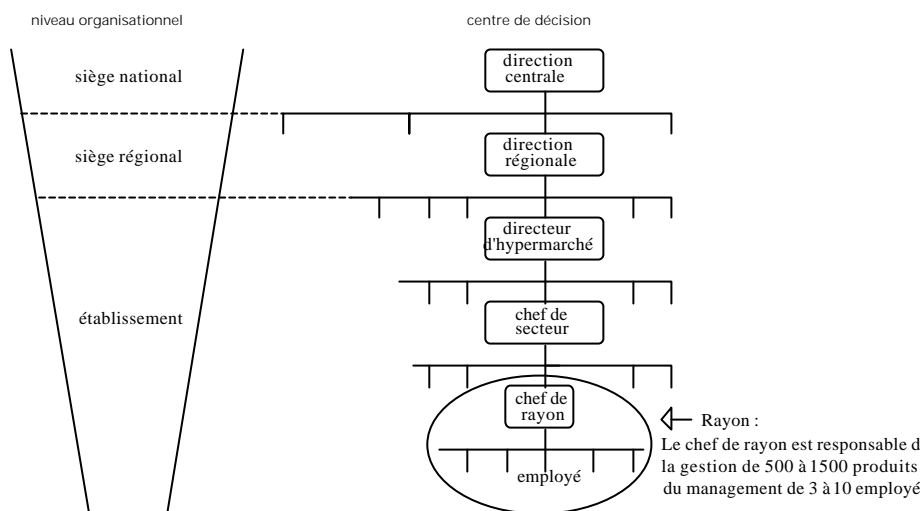 niveau organisationnel
centre de décision
siège national
direction
centrale
siège régional
direction
régionale
directeur
d'hypermarché
établissement
chef de
secteur
chef de
rayon
employé
Rayon :
Le chef de rayon est responsable d
la gestion de 500 à 1500 produits
du management de 3 à 10 employé